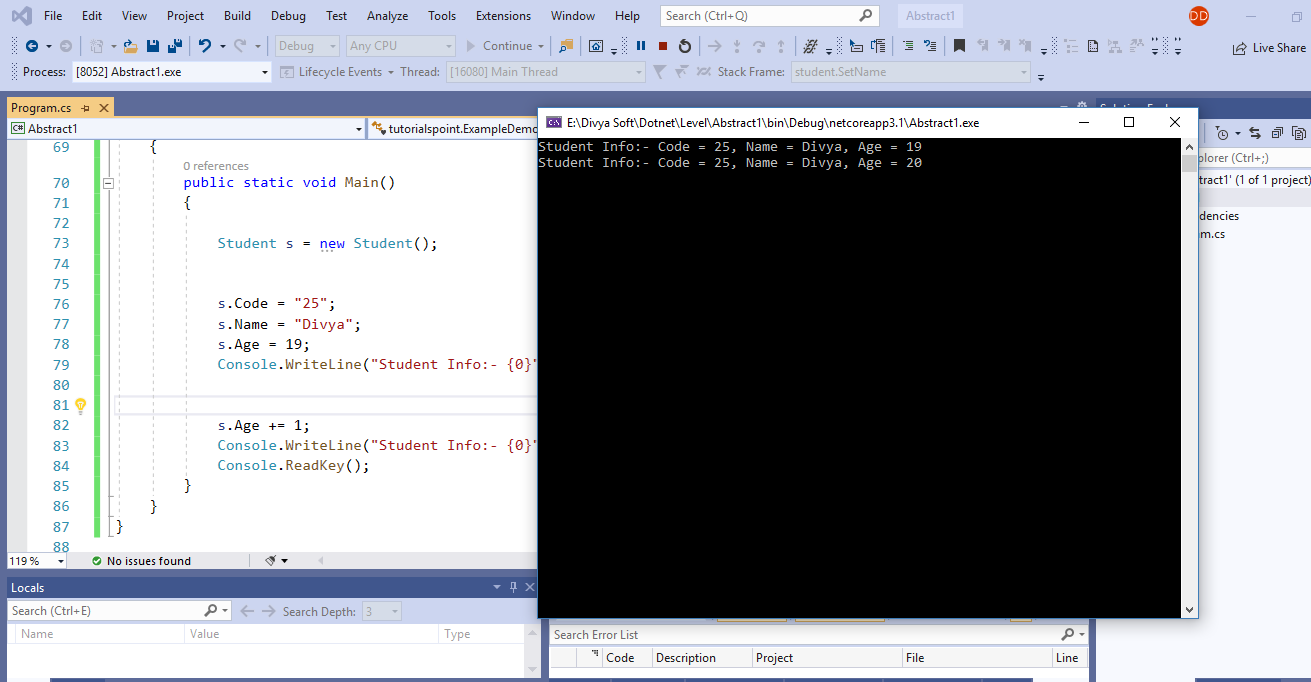 File Edit View Project Build Debug Test Analyze Tools Extensions Window Help Search (Ctrl+Q) Abstract1 DD
Debug Any CPU Continue Live Share
Process: [8052] Abstract1.exe Lifecycle Events Thread: [16080] Main Thread Stack Frame: student.SetName
Program.cs
C# Abstract1 tutorialspoint.ExampleDemo
E:\Divya Soft\Dotnet\Level\Abstract1\bin\Debug\netcoreapp3.1\Abstract1.exe
Student Info:- Code = 25, Name = Divya, Age = 19
Student Info:- Code = 25, Name = Divya, Age = 20
plorer (Ctrl+;)
tract1' (1 of 1 project)
dencies
m.cs
69 {
0 references
70 public static void Main()
71 {
72
73 Student s = new Student();
74
75
76 s.Code = "25";
77 s.Name = "Divya";
78 s.Age = 19;
79 Console.WriteLine("Student Info:- {0}"
80
81
82 s.Age += 1;
83 Console.WriteLine("Student Info:- {0}"
84 Console.ReadKey();
85 }
86 }
87 }
88
119 % No issues found
Locals
Search (Ctrl+E) Search Depth: 3
Name Value Type
Search Error List
Code Description Project File Line